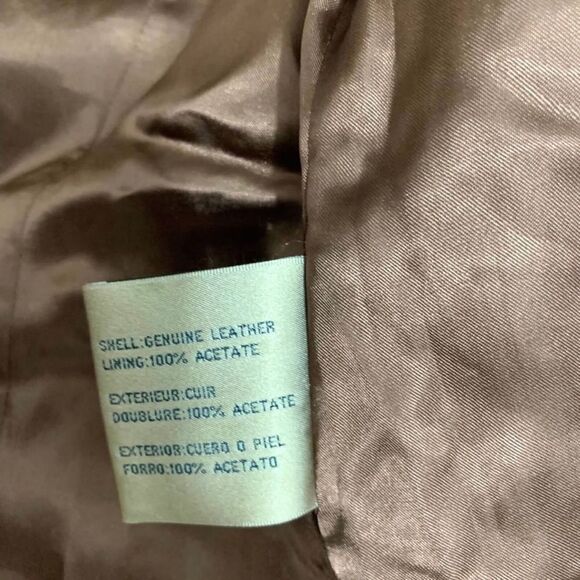 SHELL:GENUINE LEATHER
LINING:100% ACETATE
EXTERIEUR:CUIR
DOUBLURE:100% ACETATE
EXTERIOR:CUERO O PIEL
FORRO:100% ACETATO